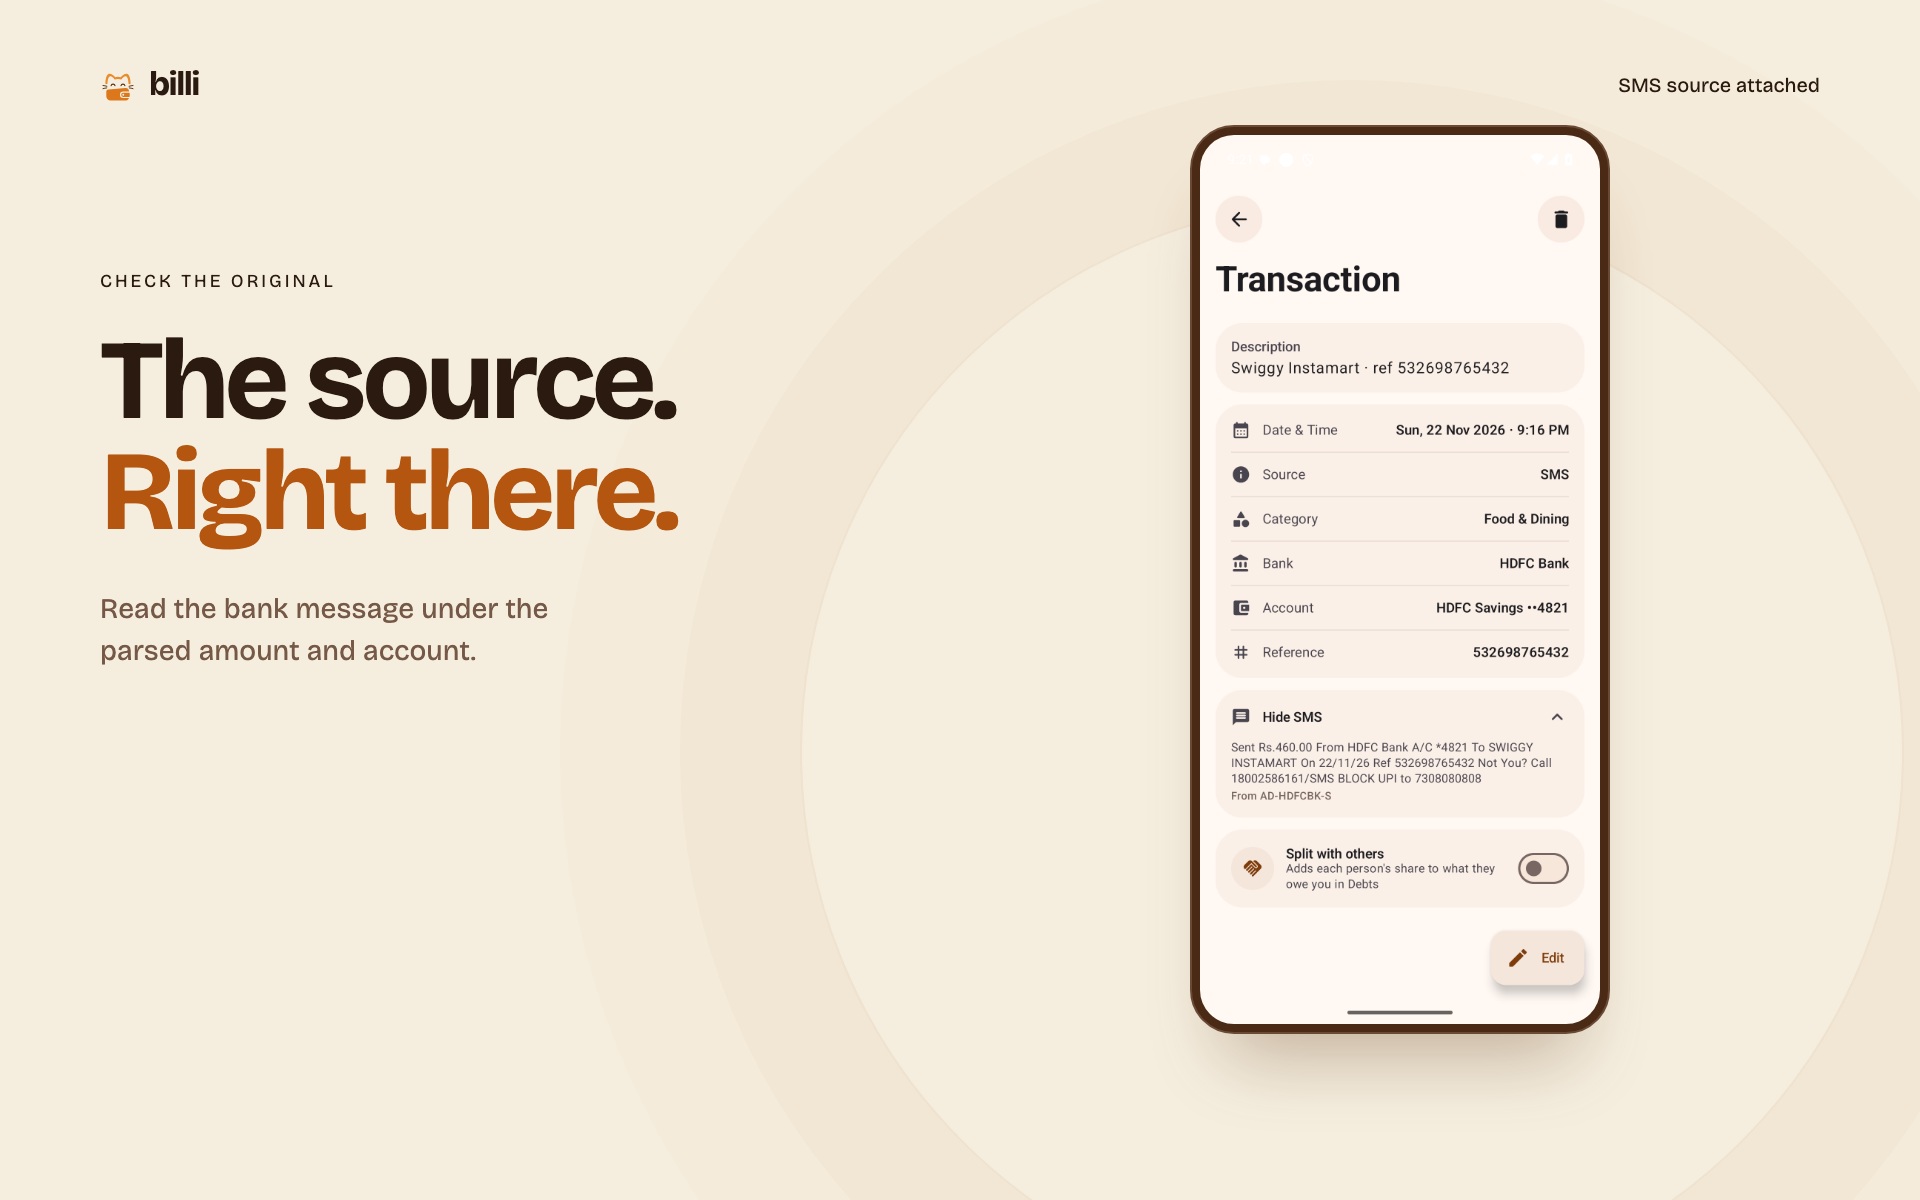 billi
SMS source attached
CHECK THE ORIGINAL
The source.
Right there.
Read the bank message under the
parsed amount and account.
Transaction
Description
Swiggy Instamart · ref 532698765432
Date & Time Sun, 22 Nov 2026 · 9:16 PM
Source SMS
Category Food & Dining
Bank HDFC Bank
Account HDFC Savings ••4821
Reference 532698765432
Hide SMS
Sent Rs.460.00 From HDFC Bank A/C *4821 To SWIGGY
INSTAMART On 22/11/26 Ref 532698765432 Not You? Call
18002586161/SMS BLOCK UPI to 7308080808
From AD-HDFCBK-S
Split with others
Adds each person's share to what they
owe you in Debts
Edit